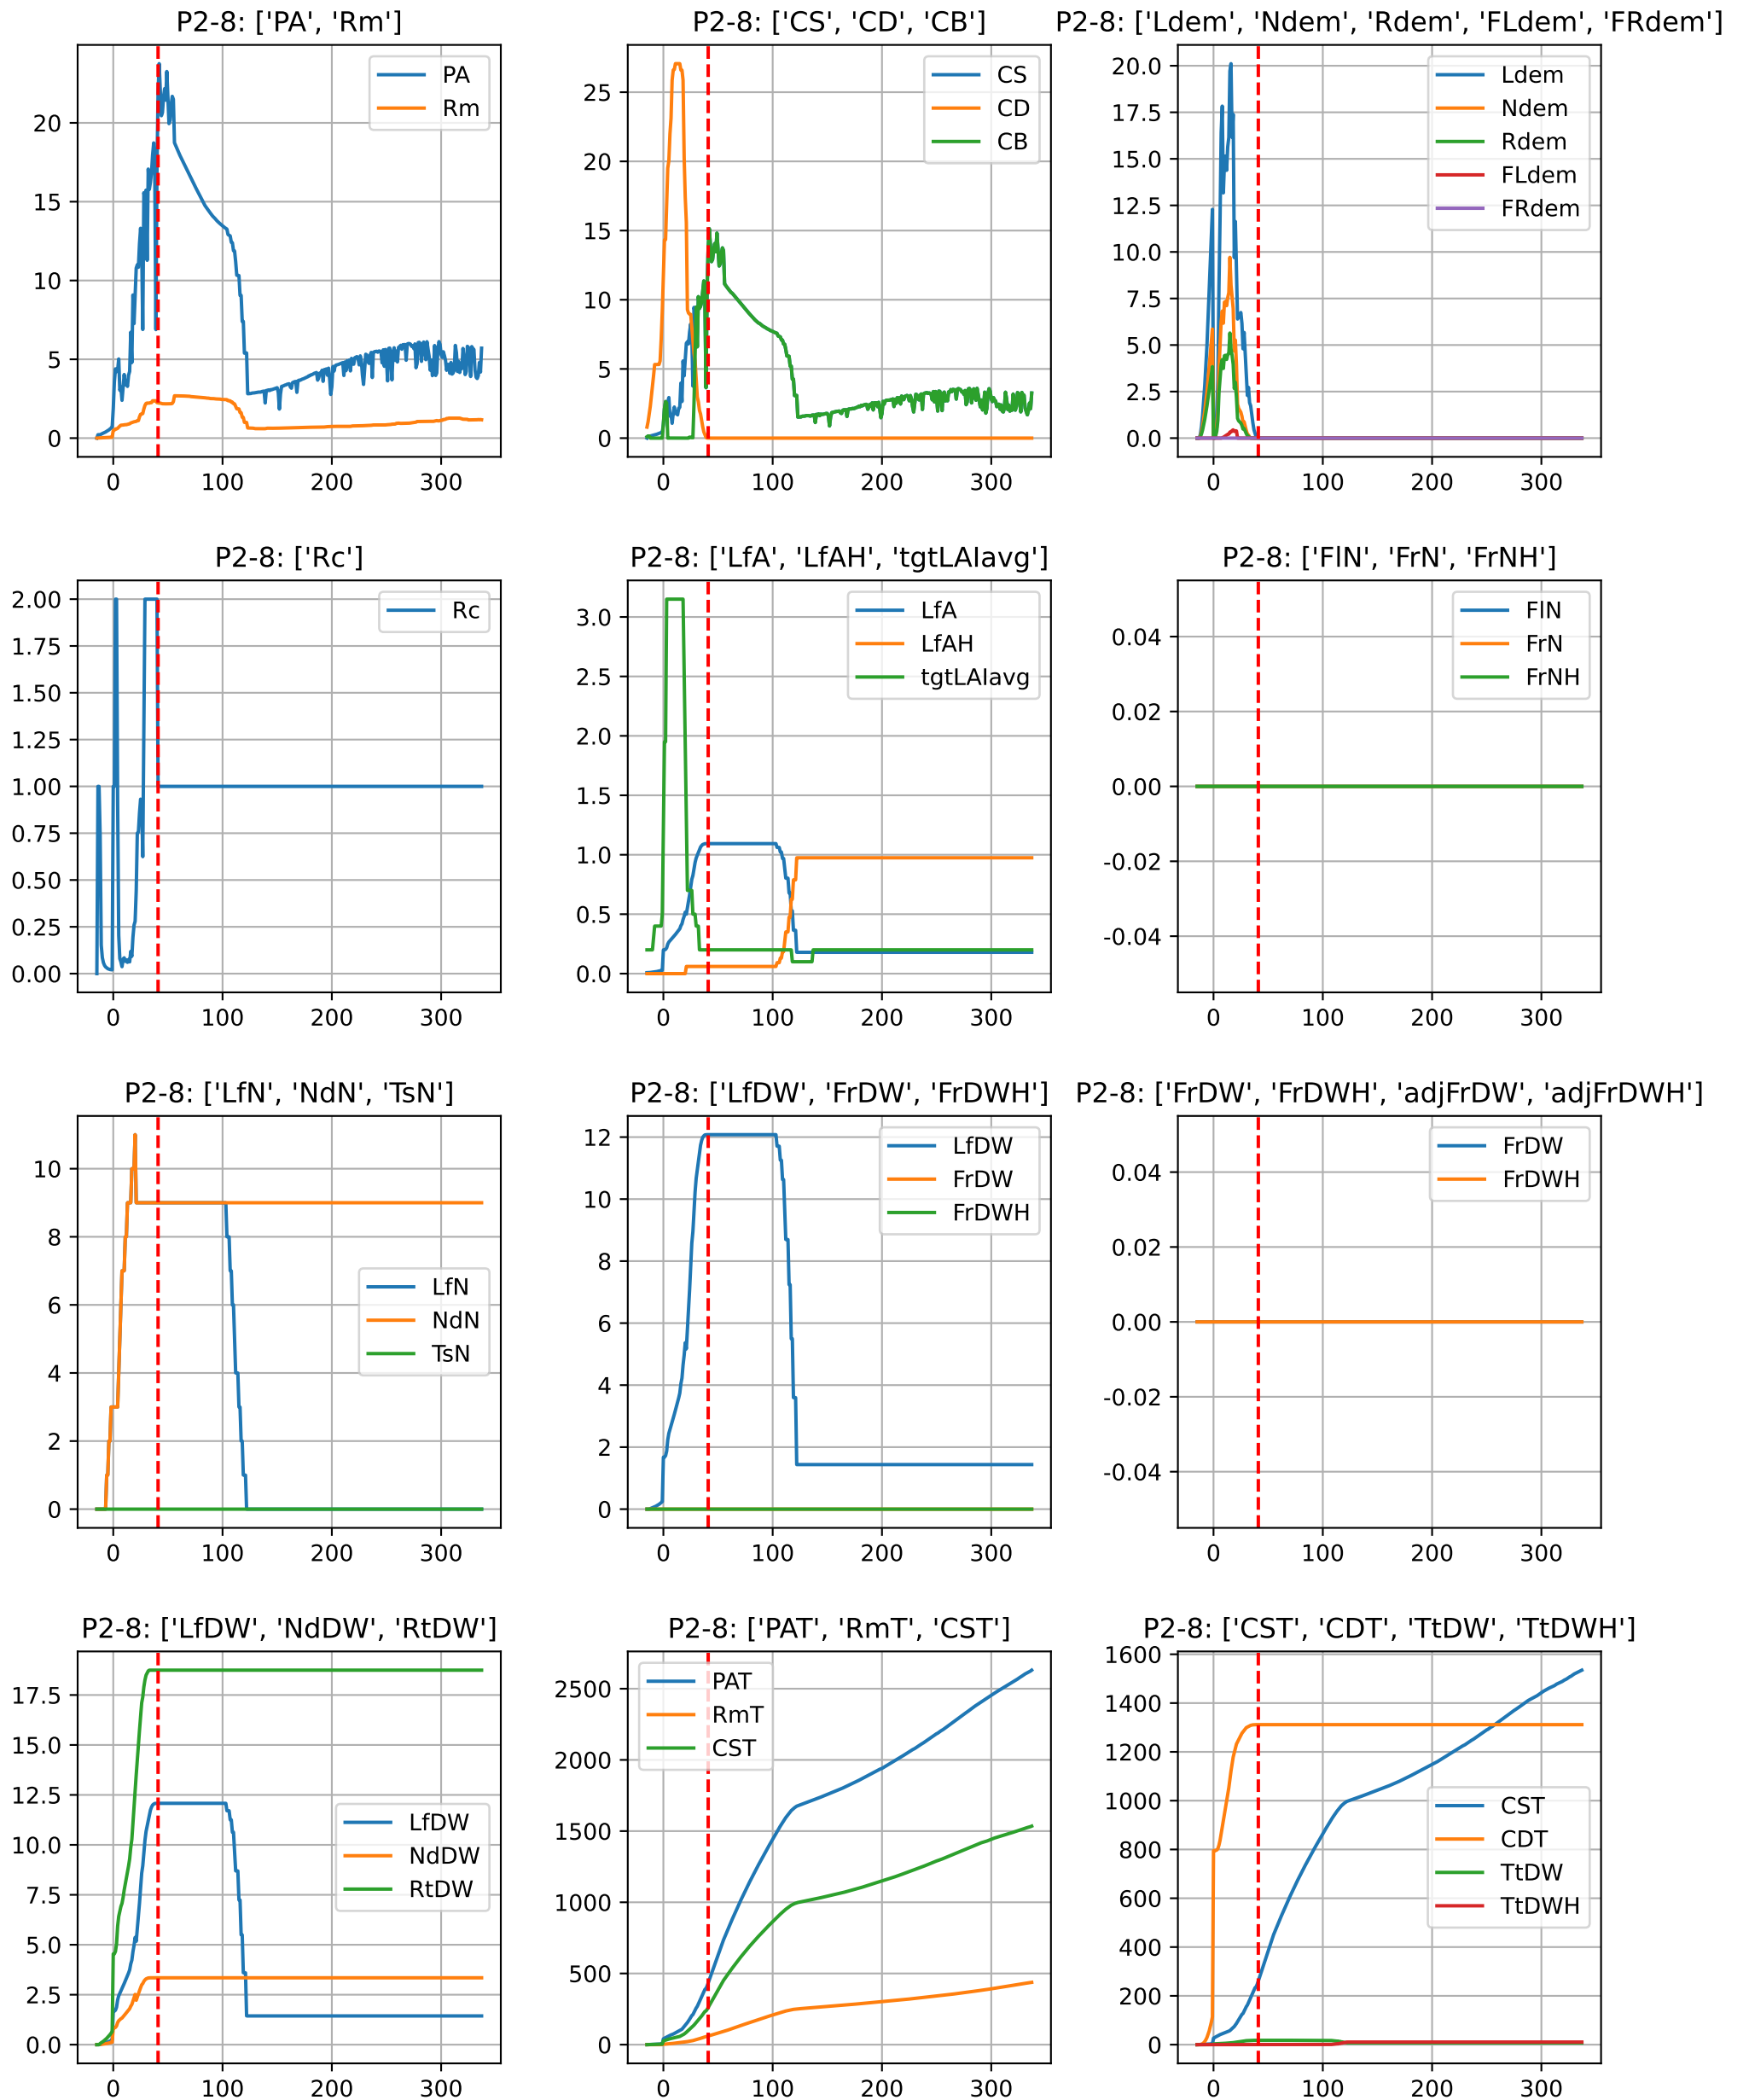 P2-8: ['PA', 'Rm']
PA
Rm
20
15
10
5
0
0 100 200 300
P2-8: ['CS', 'CD', 'CB']
CS
CD
CB
25
20
15
10
5
0
0 100 200 300
P2-8: ['Ldem', 'Ndem', 'Rdem', 'FLdem', 'FRdem']
Ldem
Ndem
Rdem
FLdem
FRdem
20.0
17.5
15.0
12.5
10.0
7.5
5.0
2.5
0.0
0 100 200 300
P2-8: ['Rc']
Rc
2.00
1.75
1.50
1.25
1.00
0.75
0.50
0.25
0.00
0 100 200 300
P2-8: ['LfA', 'LfAH', 'tgtLAIavg']
LfA
LfAH
tgtLAIavg
3.0
2.5
2.0
1.5
1.0
0.5
0.0
0 100 200 300
P2-8: ['FlN', 'FrN', 'FrNH']
FlN
FrN
FrNH
0.04
0.02
0.00
-0.02
-0.04
0 100 200 300
P2-8: ['LfN', 'NdN', 'TsN']
LfN
NdN
TsN
10
8
6
4
2
0
0 100 200 300
P2-8: ['LfDW', 'FrDW', 'FrDWH']
LfDW
FrDW
FrDWH
12
10
8
6
4
2
0
0 100 200 300
P2-8: ['FrDW', 'FrDWH', 'adjFrDW', 'adjFrDWH']
FrDW
FrDWH
0.04
0.02
0.00
-0.02
-0.04
0 100 200 300
P2-8: ['LfDW', 'NdDW', 'RtDW']
LfDW
NdDW
RtDW
17.5
15.0
12.5
10.0
7.5
5.0
2.5
0.0
0 100 200 300
P2-8: ['PAT', 'RmT', 'CST']
PAT
RmT
CST
2500
2000
1500
1000
500
0
0 100 200 300
P2-8: ['CST', 'CDT', 'TtDW', 'TtDWH']
CST
CDT
TtDW
TtDWH
1600
1400
1200
1000
800
600
400
200
0
0 100 200 300